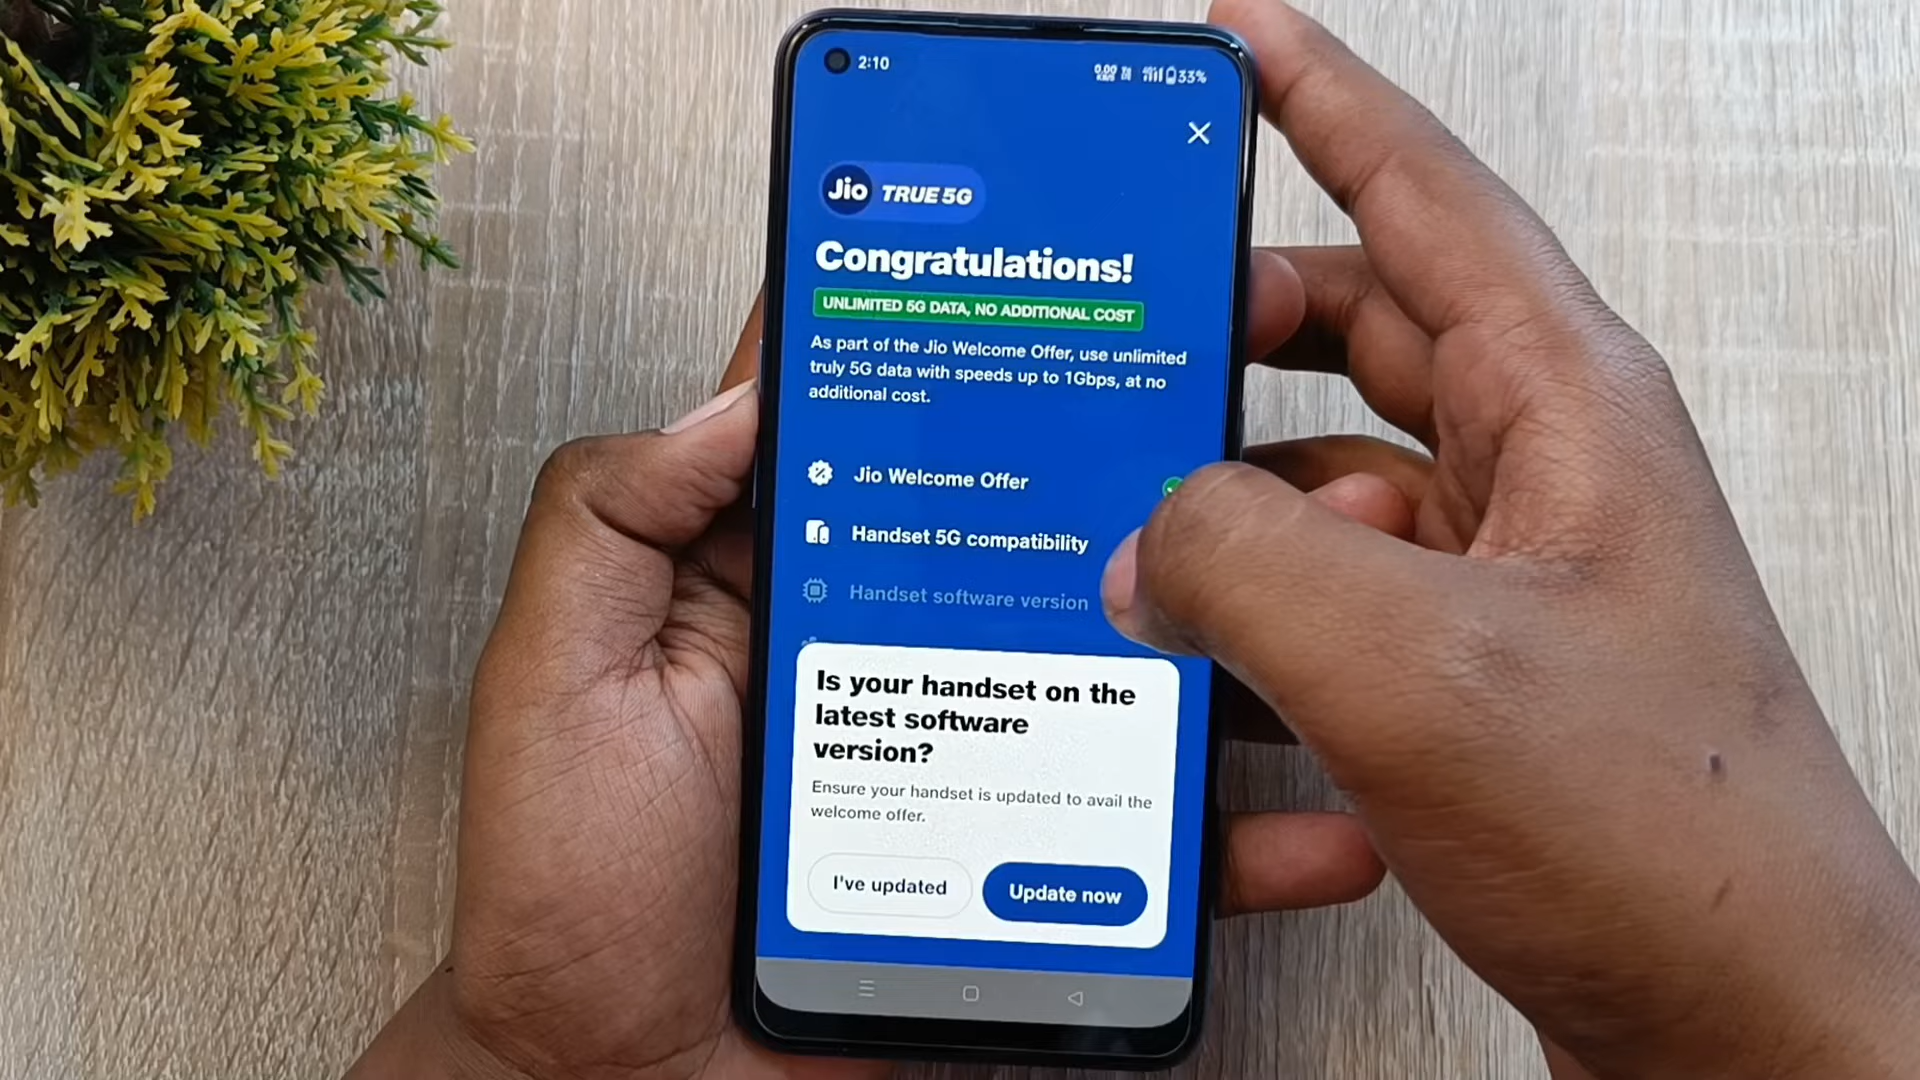 2:10
0.00 KB/S 33%
Jio TRUE 5G
Congratulations!
UNLIMITED 5G DATA, NO ADDITIONAL COST
As part of the Jio Welcome Offer, use unlimited
truly 5G data with speeds up to 1Gbps, at no
additional cost.
Jio Welcome Offer
Handset 5G compatibility
Handset software version
Is your handset on the
latest software
version?
Ensure your handset is updated to avail the
welcome offer.
I've updated
Update now